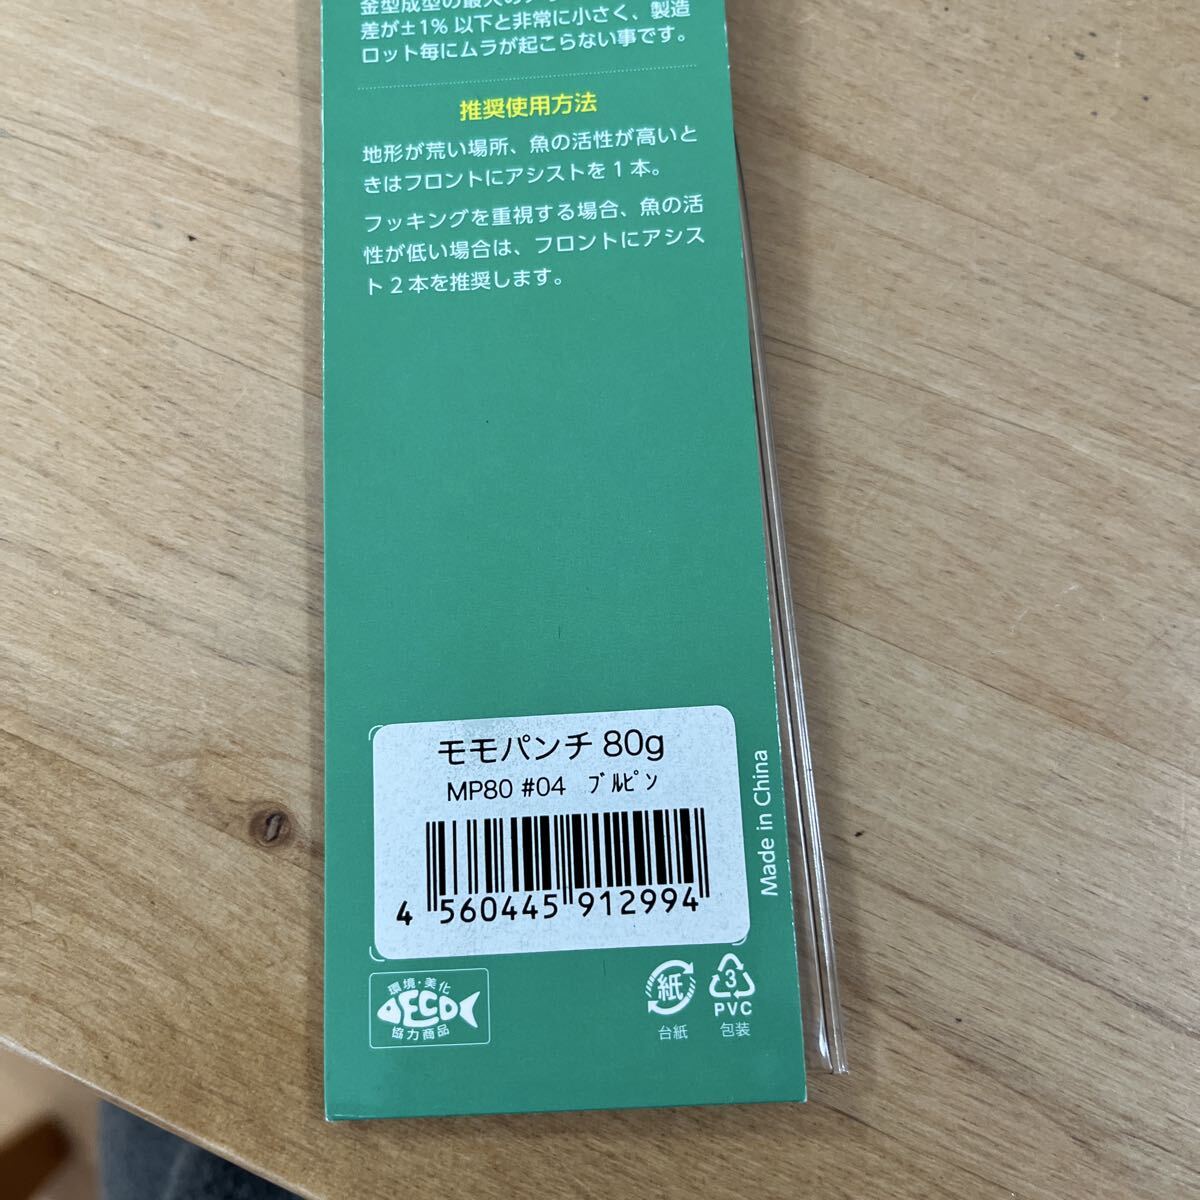 差が±1% 以下と非常に小さく、製造
ロット毎にムラが起こらない事です。
推奨使用方法
地形が荒い場所、魚の活性が高いと
きはフロントにアシストを1本。
フッキングを重視する場合、魚の活
性が低い場合は、フロントにアシス
ト2本を推奨します。
モモパンチ 80g
MP80 #04 ﾌﾞﾙﾋﾟﾝ
4 560445 912994
Made in China
環境・美化
ECO
協力商品
紙
台紙
3
PVC
包装